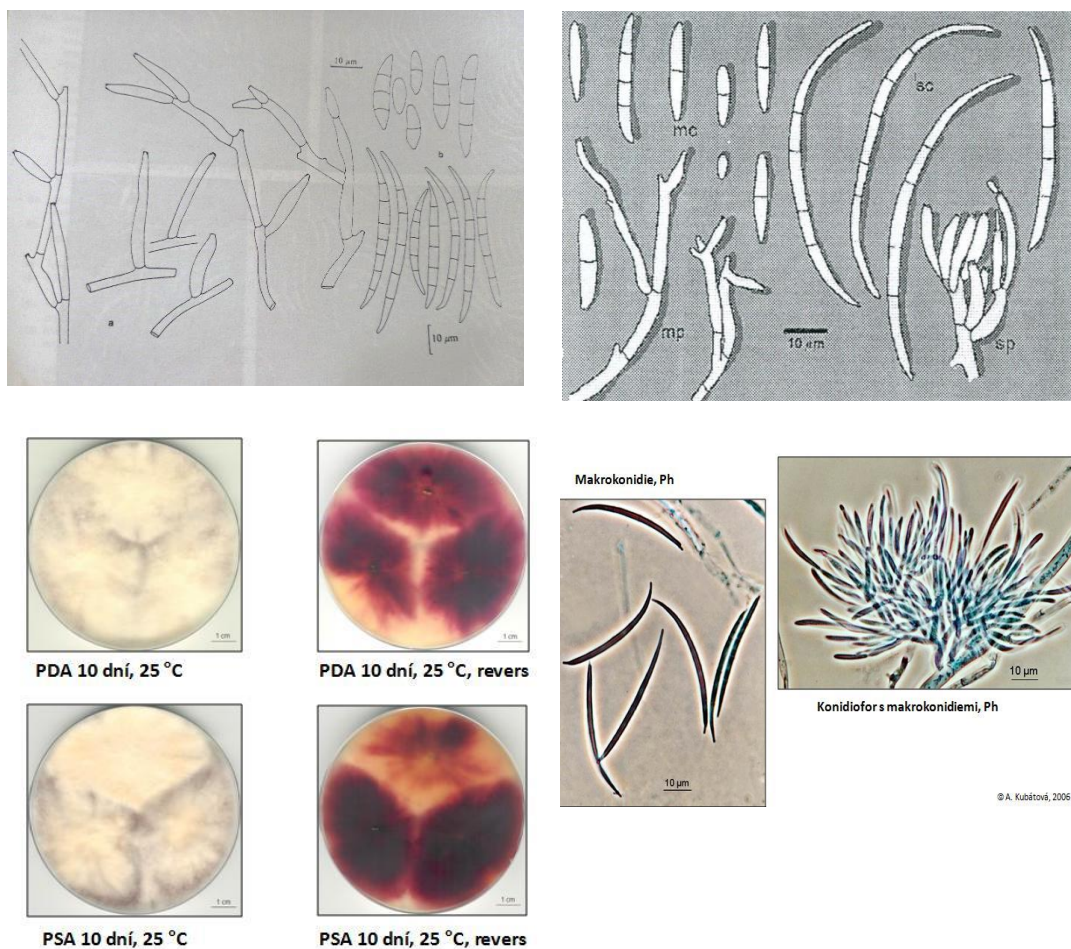 10 µm
a
b
10 µm
mc
sc
mp
10 µm
sp
PDA 10 dní, 25 °C
1 cm
PDA 10 dní, 25 °C, revers
1 cm
PSA 10 dní, 25 °C
1 cm
PSA 10 dní, 25 °C, revers
1 cm
Makrokonidie, Ph
10 µm
10 µm
Konidiofor s makrokonidiemi, Ph
© A. Kubátová, 2006